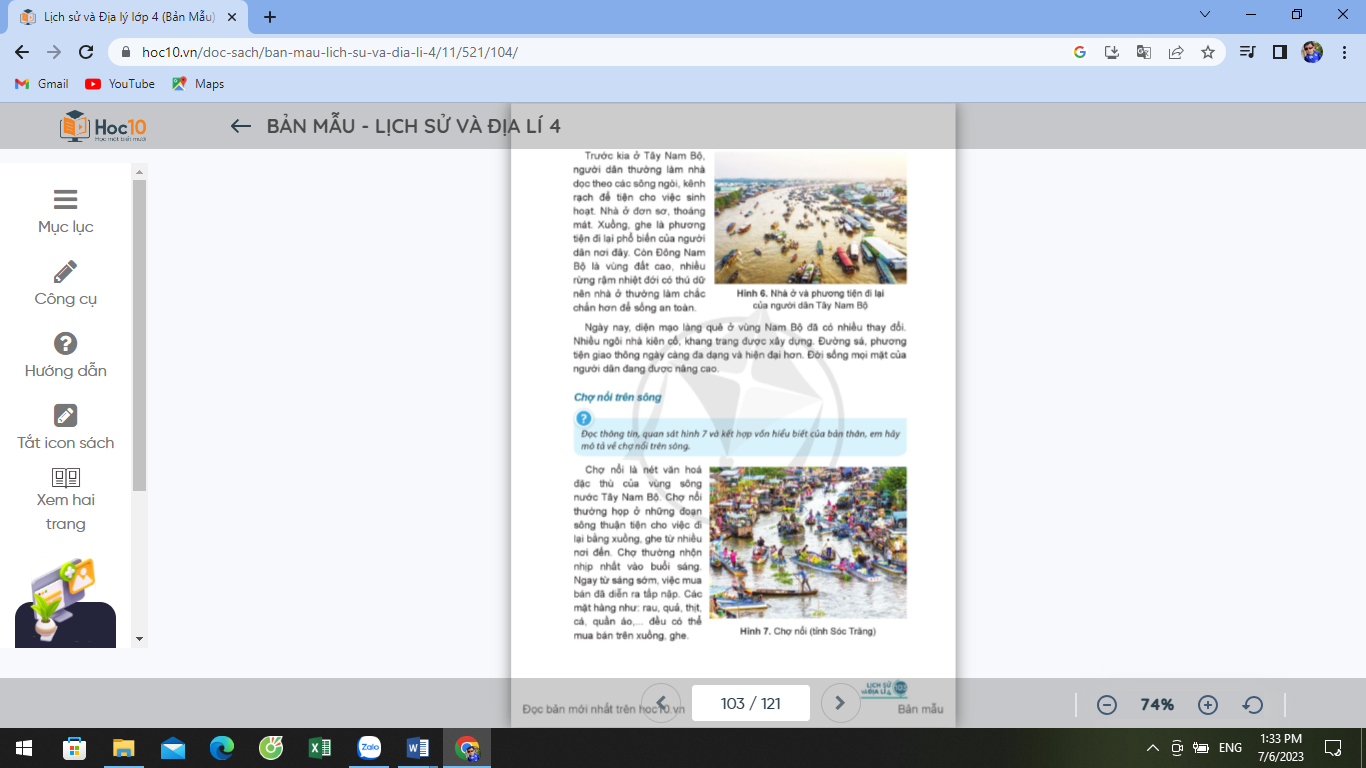 Lịch sử và Địa lý lớp 4 (Bản Mẫu)
hoc10.vn/doc-sach/ban-mau-lich-su-va-dia-li-4/11/521/104/
Gmail YouTube Maps
Hoc10
Học một biết mười
BẢN MẪU - LỊCH SỬ VÀ ĐỊA LÍ 4
Mục lục
Công cụ
Hướng dẫn
Tắt icon sách
Xem hai
trang
Trước kia ở Tây Nam Bộ,
người dân thường làm nhà
dọc theo các sông ngòi, kênh
rạch để tiện cho việc sinh
hoạt. Nhà ở đơn sơ, thoáng
mát. Xuồng, ghe là phương
tiện đi lại phổ biến của người
dân nơi đây. Còn Đông Nam
Bộ là vùng đất cao, nhiều
rừng rậm nhiệt đới có thú dữ
nên nhà ở thường làm chắc
chắn hơn để sống an toàn.
Hình 6. Nhà ở và phương tiện đi lại
của người dân Tây Nam Bộ
Ngày nay, diện mạo làng quê ở vùng Nam Bộ đã có nhiều thay đổi.
Nhiều ngôi nhà kiên cố, khang trang được xây dựng. Đường sá, phương
tiện giao thông ngày càng đa dạng và hiện đại hơn. Đời sống mọi mặt của
người dân đang được nâng cao.
Chợ nổi trên sông
?
Đọc thông tin, quan sát hình 7 và kết hợp vốn hiểu biết của bản thân, em hãy
mô tả về chợ nổi trên sông.
Chợ nổi là nét văn hoá
đặc thù của vùng sông
nước Tây Nam Bộ. Chợ nổi
thường họp ở những đoạn
sông thuận tiện cho việc đi
lại bằng xuồng, ghe từ nhiều
nơi đến. Chợ thường nhộn
nhịp nhất vào buổi sáng.
Ngay từ sáng sớm, việc mua
bán đã diễn ra tấp nập. Các
mặt hàng như: rau, quả, thịt,
cá, quần áo,... đều có thể
mua bán trên xuồng, ghe.
Hình 7. Chợ nổi (tỉnh Sóc Trăng)
LỊCH SỬ
VÀ ĐỊA LÍ 4
Đọc bản mới nhất trên hoc10.vn
103 / 121
Bản mẫu
74%
Zalo
ENG
1:33 PM
7/6/2023